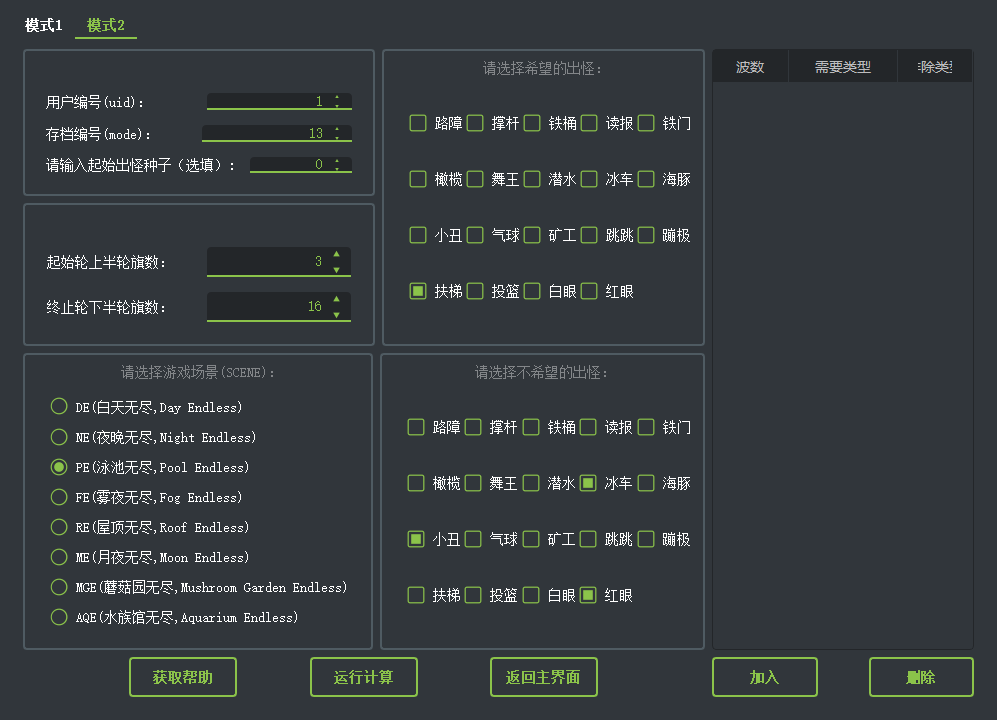 模式1 模式2
用户编号(uid):
1
存档编号(mode):
13
请输入起始出怪种子（选填）:
0
起始轮上半轮旗数:
3
终止轮下半轮旗数:
16
请选择游戏场景(SCENE):
DE(白天无尽,Day Endless)
NE(夜晚无尽,Night Endless)
PE(泳池无尽,Pool Endless)
FE(雾夜无尽,Fog Endless)
RE(屋顶无尽,Roof Endless)
ME(月夜无尽,Moon Endless)
MGE(蘑菇园无尽,Mushroom Garden Endless)
AQE(水族馆无尽,Aquarium Endless)
请选择希望的出怪:
路障 撑杆 铁桶 读报 铁门
橄榄 舞王 潜水 冰车 海豚
小丑 气球 矿工 跳跳 蹦极
扶梯 投篮 白眼 红眼
请选择不希望的出怪:
路障 撑杆 铁桶 读报 铁门
橄榄 舞王 潜水 冰车 海豚
小丑 气球 矿工 跳跳 蹦极
扶梯 投篮 白眼 红眼
波数 需要类型
获取帮助 运行计算 返回主界面 加入 删除